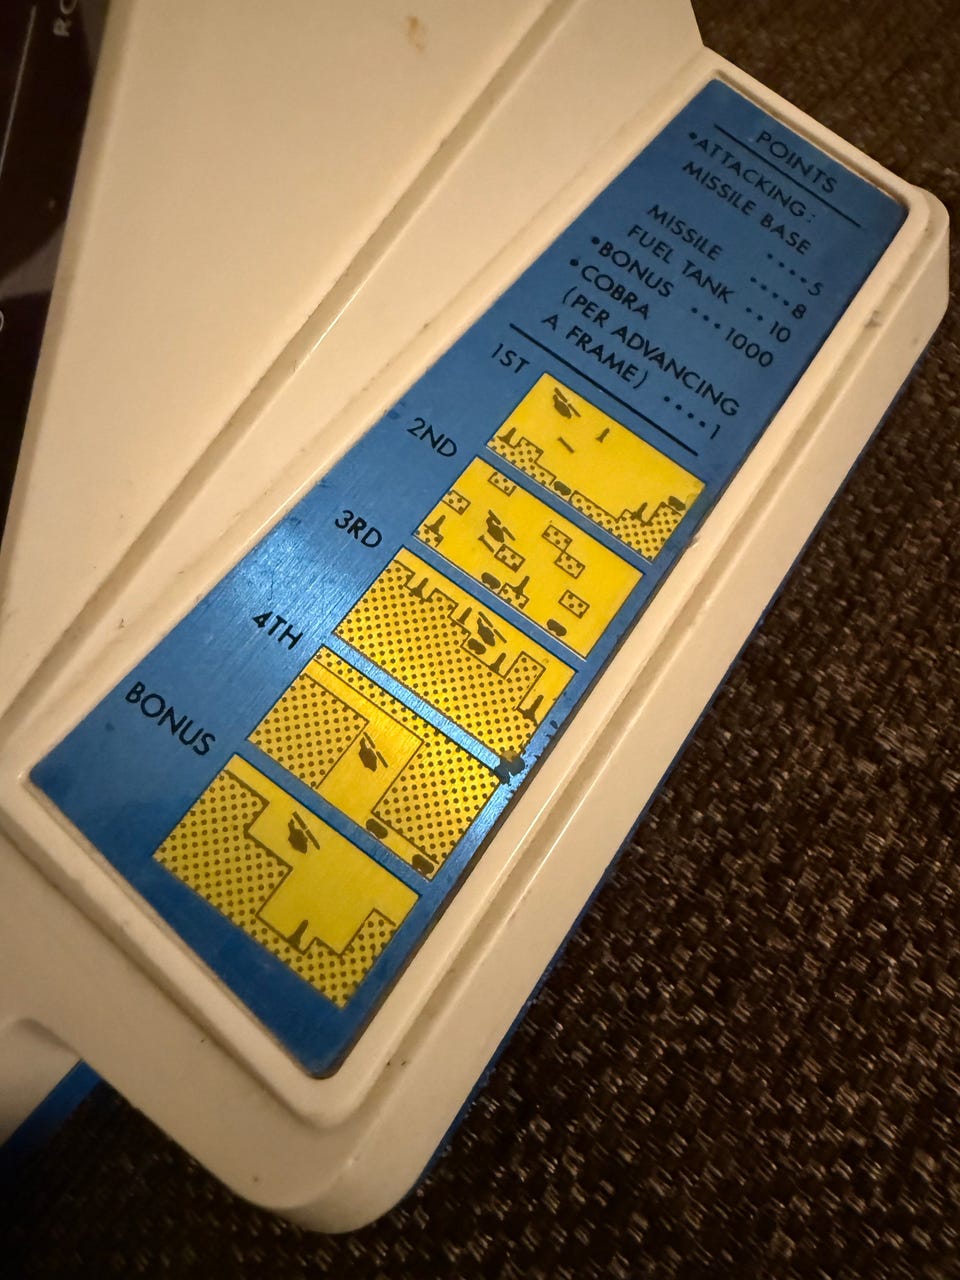 POINTS
•ATTACKING:
MISSILE BASE
....5
MISSILE ....8
FUEL TANK ..10
•BONUS ...1000
•COBRA
(PER ADVANCING
A FRAME) ....1
1ST
2ND
3RD
4TH
BONUS